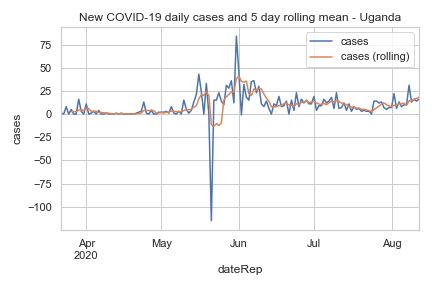 New COVID-19 daily cases and 5 day rolling mean - Uganda
cases
cases (rolling)
75
50
25
0
−25
−50
−75
−100
cases
Apr
2020
May
Jun
Jul
Aug
dateRep